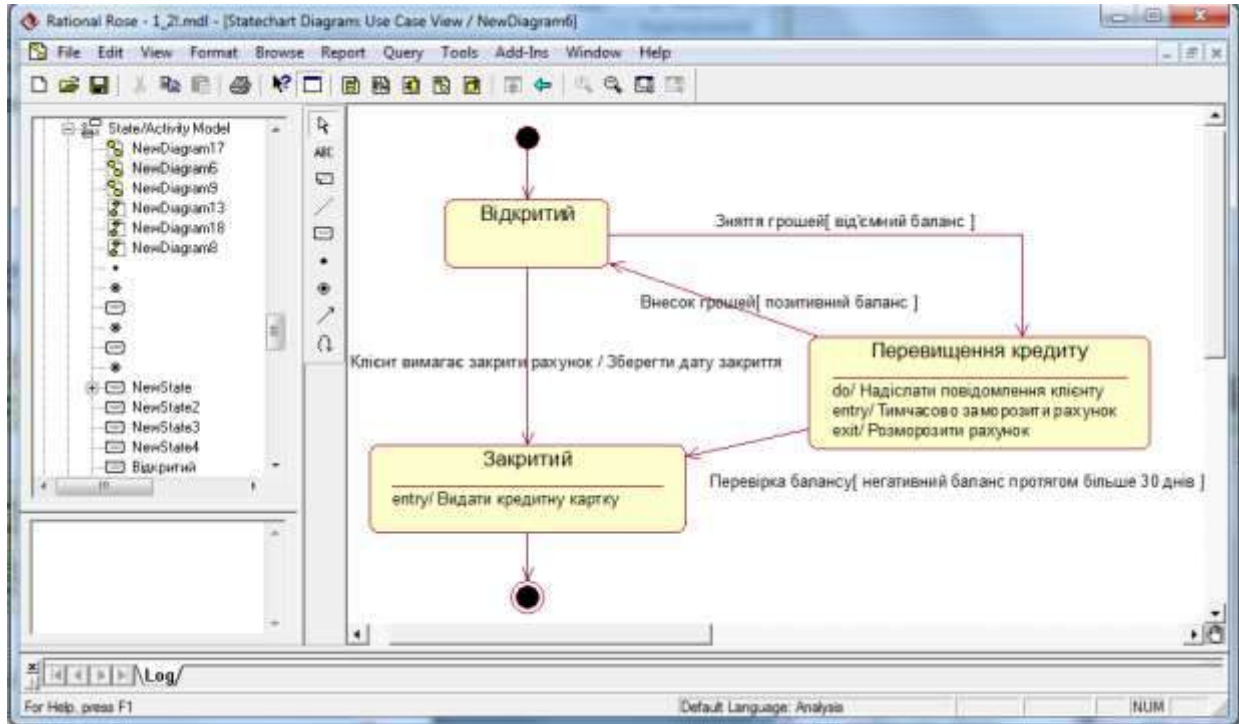 Rational Rose - 1_2!.mdl - [Statechart Diagram: Use Case View / NewDiagram6]
File Edit View Format Browse Report Query Tools Add-Ins Window Help
State/Activity Model
NewDiagram17
NewDiagram6
NewDiagram9
NewDiagram13
NewDiagram18
NewDiagram8
NewState
NewState2
NewState3
NewState4
Відкритий
ABC
Відкритий
Зняття грошей[ від'ємний баланс ]
Внесок грошей[ позитивний баланс ]
Перевищення кредиту
do/ Надіслати повідомлення клієнту
entry/ Тимчасово заморозити рахунок
exit/ Розморозити рахунок
Клієнт вимагає закрити рахунок / Зберегти дату закриття
Закритий
entry/ Видати кредитну картку
Перевірка балансу[ негативний баланс протягом більше 30 днів ]
Log
For Help, press F1
Default Language: Analysis
NUM